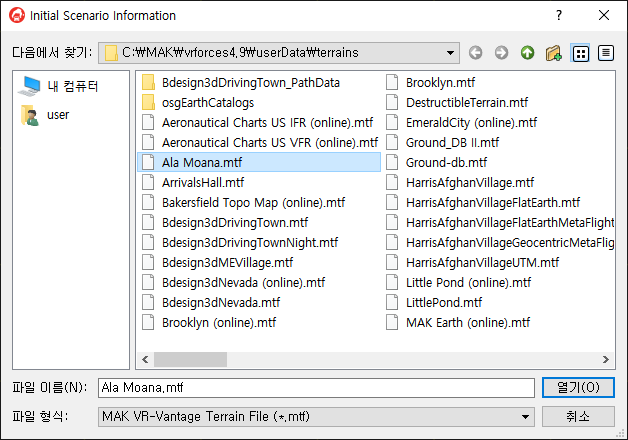 Initial Scenario Information
다음에서 찾기:
C:₩MAK₩vrforces4.9₩userData₩terrains
내 컴퓨터
user
Bdesign3dDrivingTown_PathData
osgEarthCatalogs
Aeronautical Charts US IFR (online).mtf
Aeronautical Charts US VFR (online).mtf
Ala Moana.mtf
ArrivalsHall.mtf
Bakersfield Topo Map (online).mtf
Bdesign3dDrivingTown.mtf
Bdesign3dDrivingTownNight.mtf
Bdesign3dMEVillage.mtf
Bdesign3dNevada (online).mtf
Bdesign3dNevada.mtf
Brooklyn (online).mtf
Brooklyn.mtf
DestructibleTerrain.mtf
EmeraldCity (online).mtf
Ground_DB II.mtf
Ground-db.mtf
HarrisAfghanVillage.mtf
HarrisAfghanVillageFlatEarth.mtf
HarrisAfghanVillageFlatEarthMetaFlight
HarrisAfghanVillageGeocentricMetaFlig
HarrisAfghanVillageUTM.mtf
Little Pond (online).mtf
LittlePond.mtf
MAK Earth (online).mtf
파일 이름(N): Ala Moana.mtf 열기(O)
파일 형식: MAK VR-Vantage Terrain File (*.mtf) 취소